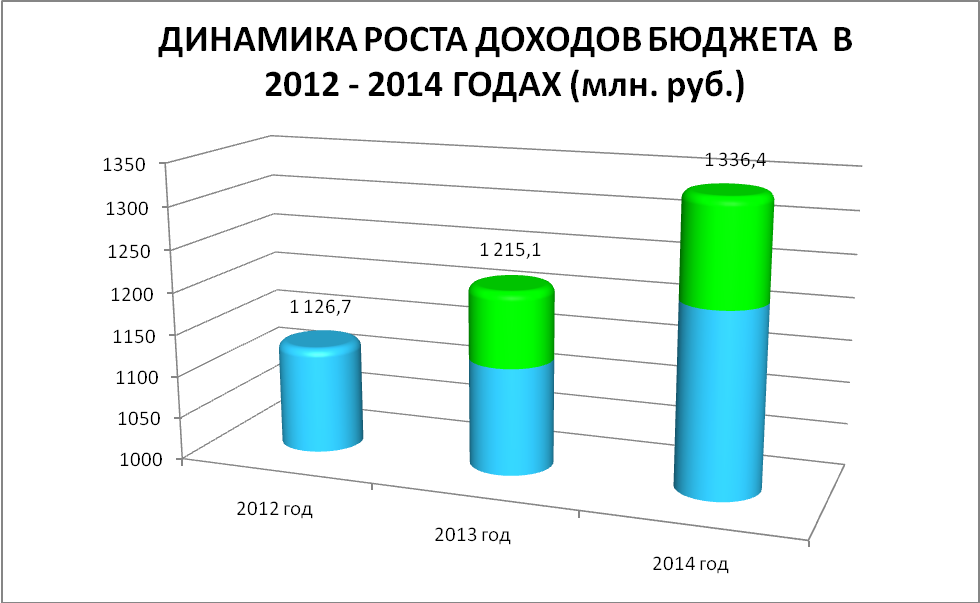 ДИНАМИКА РОСТА ДОХОДОВ БЮДЖЕТА В
2012 - 2014 ГОДАХ (млн. руб.)
1350
1300
1250
1200
1150
1100
1050
1000
1 126,7
1 215,1
1 336,4
2012 год
2013 год
2014 год